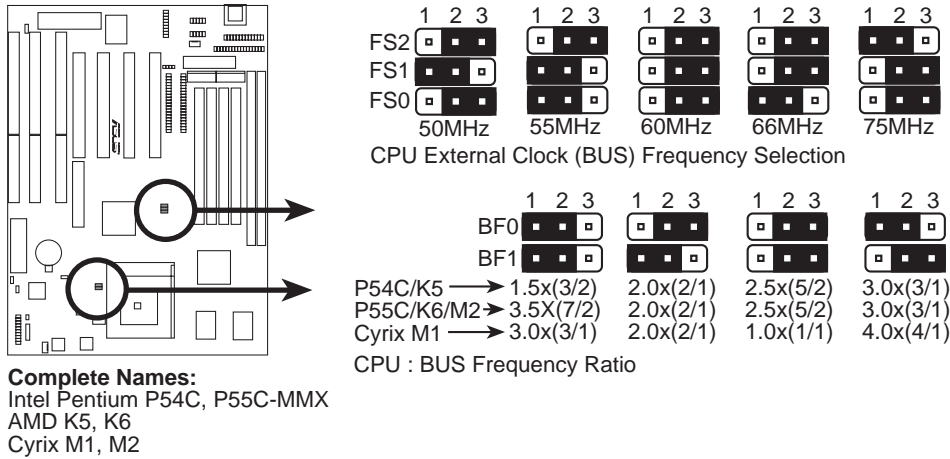 1 2 3 1 2 3 1 2 3 1 2 3 1 2 3
FS2
FS1
FS0
50MHz 55MHz 60MHz 66MHz 75MHz
CPU External Clock (BUS) Frequency Selection
1 2 3 1 2 3 1 2 3 1 2 3
BF0
BF1
P54C/K5 1.5x(3/2) 2.0x(2/1) 2.5x(5/2) 3.0x(3/1)
P55C/K6/M2 3.5X(7/2) 2.0x(2/1) 2.5x(5/2) 3.0x(3/1)
Cyrix M1 3.0x(3/1) 2.0x(2/1) 1.0x(1/1) 4.0x(4/1)
CPU : BUS Frequency Ratio
Complete Names:
Intel Pentium P54C, P55C-MMX
AMD K5, K6
Cyrix M1, M2